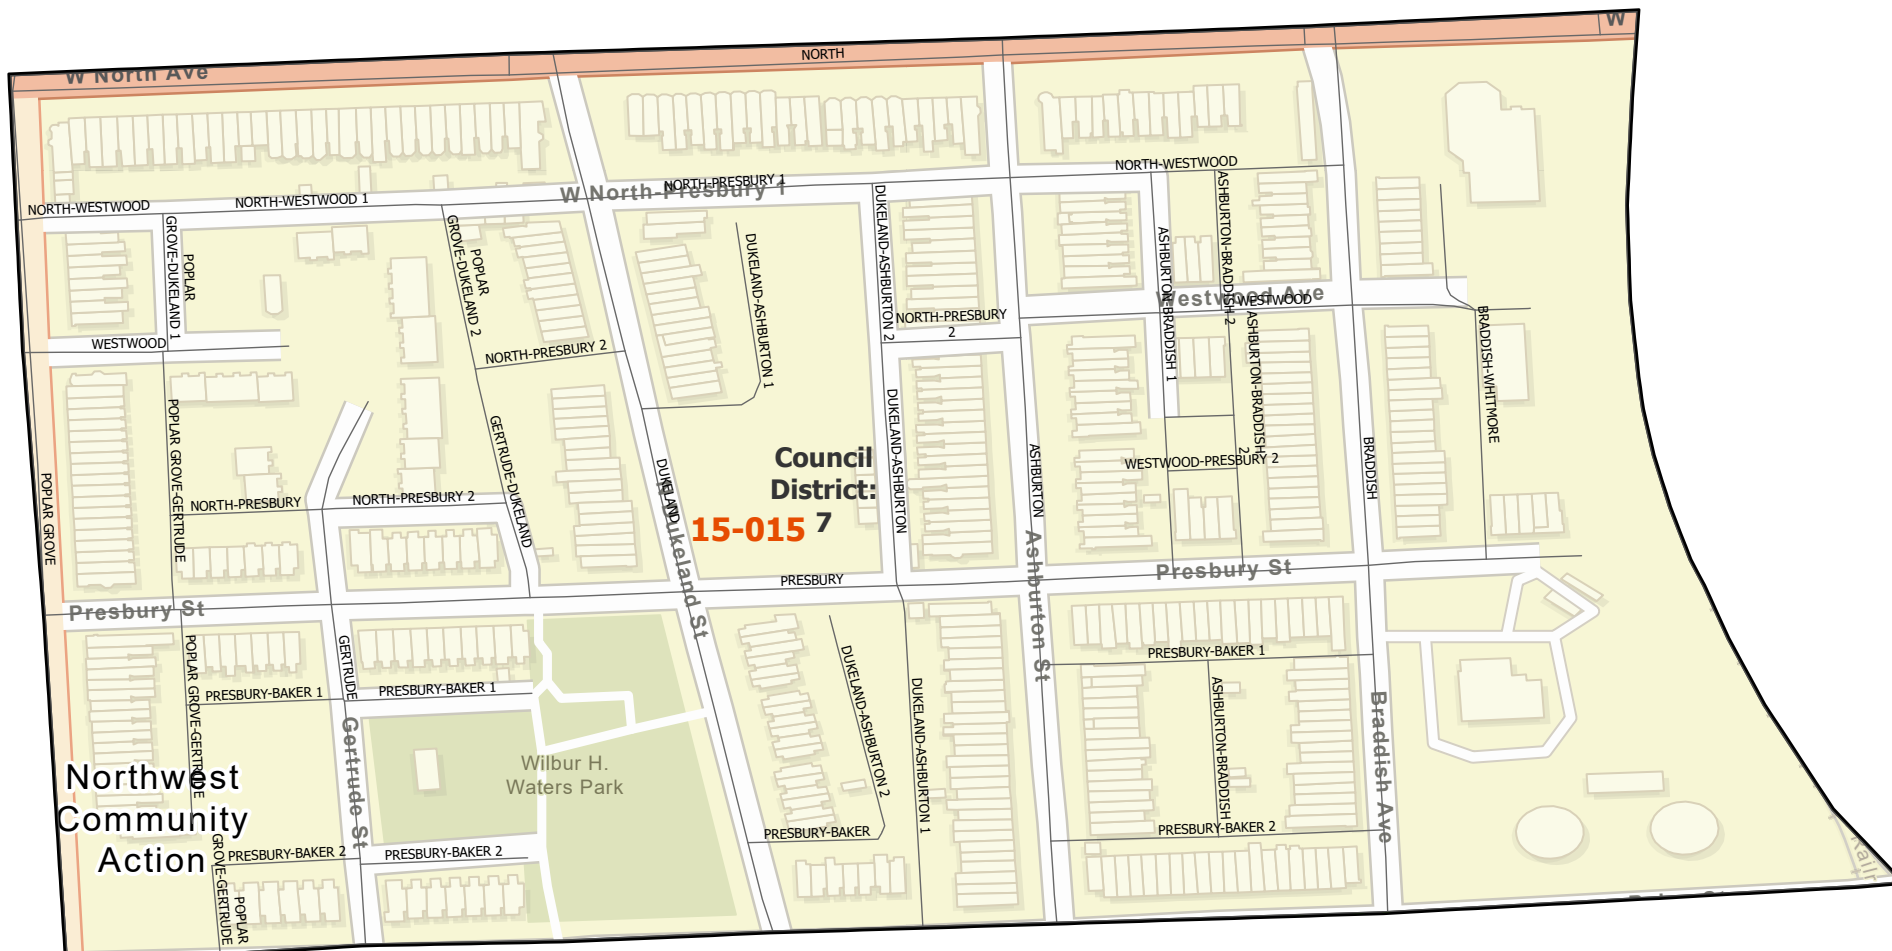 W
NORTH
W North Ave
NORTH-WESTWOOD
NORTH-PRESBURY 1
W North-Presbury 1
NORTH-WESTWOOD 1
NORTH-WESTWOOD
POPLAR
GROVE-DUKELAND 1
POPLAR
GROVE-DUKELAND 2
DUKELAND-ASHBURTON 1
DUKELAND-ASHBURTON 2
ASHBURTON-BRADDISH 1
ASHBURTON-BRADDISH 2
Westwood Ave
WESTWOOD
NORTH-PRESBURY
2
WESTWOOD
NORTH-PRESBURY 2
ASHBURTON-BRADDISH
2
BRADDISH-WHITMORE
POPLAR GROVE-GERTRUDE
GERTRUDE-DUKELAND
DUKELAND-ASHBURTON
ASHBURTON
BRADDISH
Council
District:
7
15-015
WESTWOOD-PRESBURY 2
POPLAR GROVE
NORTH-PRESBURY
NORTH-PRESBURY 2
DUKELAND
Dukeland St
Ashburton St
PRESBURY
Presbury St
Presbury St
POPLAR GROVE-GERTRUDE
GERTRUDE
PRESBURY-BAKER 1
PRESBURY-BAKER 1
PRESBURY-BAKER 1
DUKELAND-ASHBURTON 2
DUKELAND-ASHBURTON 1
ASHBURTON-BRADDISH
Braddish Ave
Gertrude St
Wilbur H.
Waters Park
Northwest
Community
Action
PRESBURY-BAKER
PRESBURY-BAKER 2
PRESBURY-BAKER 2
PRESBURY-BAKER 2
POPLAR
GROVE-GERTRUDE
GROVE-GERTRUDE